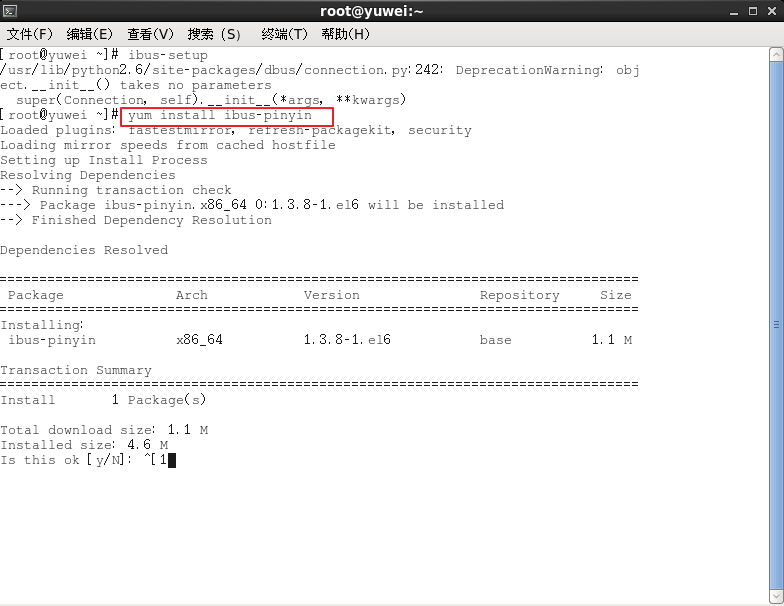 root@yuwei:~
文件(F) 编辑(E) 查看(V) 搜索 (S) 终端(T) 帮助(H)
[root@yuwei ~]# ibus-setup
/usr/lib/python2.6/site-packages/dbus/connection.py:242: DeprecationWarning: obj
ect.__init__() takes no parameters
  super(Connection, self).__init__(*args, **kwargs)
[root@yuwei ~]# yum install ibus-pinyin
Loaded plugins: fastestmirror, refresh-packagekit, security
Loading mirror speeds from cached hostfile
Setting up Install Process
Resolving Dependencies
--> Running transaction check
---> Package ibus-pinyin.x86_64 0:1.3.8-1.el6 will be installed
--> Finished Dependency Resolution
Dependencies Resolved
================================================================================
 Package              Arch            Version               Repository     Size
================================================================================
Installing:
 ibus-pinyin          x86_64          1.3.8-1.el6           base          1.1 M
Transaction Summary
================================================================================
Install       1 Package(s)
Total download size: 1.1 M
Installed size: 4.6 M
Is this ok [y/N]: ^[1